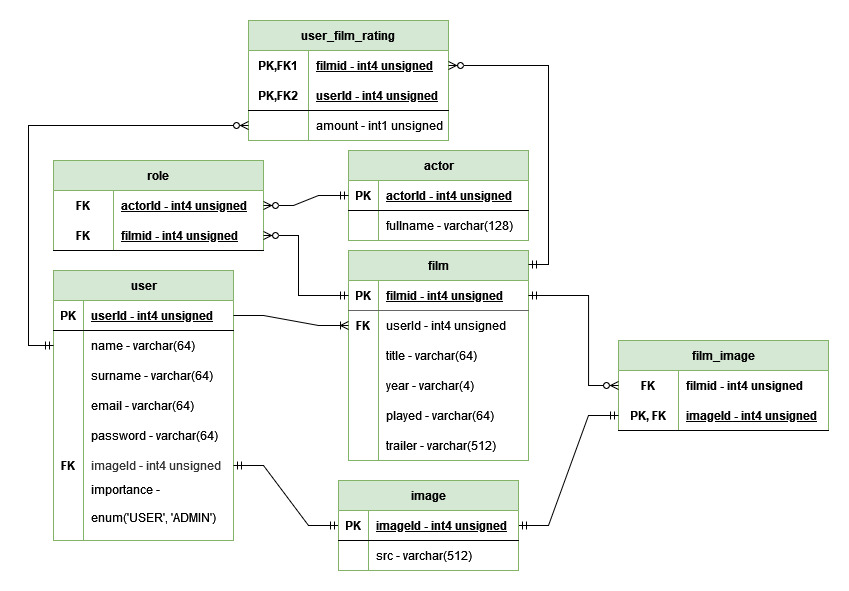 user_film_rating
PK,FK1 filmid - int4 unsigned
PK,FK2 userId - int4 unsigned
amount - int1 unsigned
role
FK actorId - int4 unsigned
FK filmid - int4 unsigned
actor
PK actorId - int4 unsigned
fullname - varchar(128)
user
PK userId - int4 unsigned
name - varchar(64)
surname - varchar(64)
email - varchar(64)
password - varchar(64)
FK imageId - int4 unsigned
importance -
enum('USER', 'ADMIN')
film
PK filmid - int4 unsigned
FK userId - int4 unsigned
title - varchar(64)
year - varchar(4)
played - varchar(64)
trailer - varchar(512)
film_image
FK filmid - int4 unsigned
PK, FK imageId - int4 unsigned
image
PK imageId - int4 unsigned
src - varchar(512)